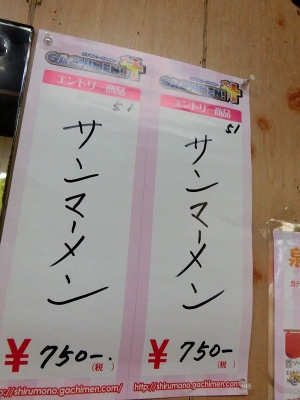 GACHIMEN!! 汁
エントリー商品
51
サンマーメン
¥ 750-.
(税)
http://shirumono.gachimen.com/
GACHIMEN!! 汁
エントリー商品
51
サンマーメン
¥ 750-
(税)
http://shirumono.gachimen.com/